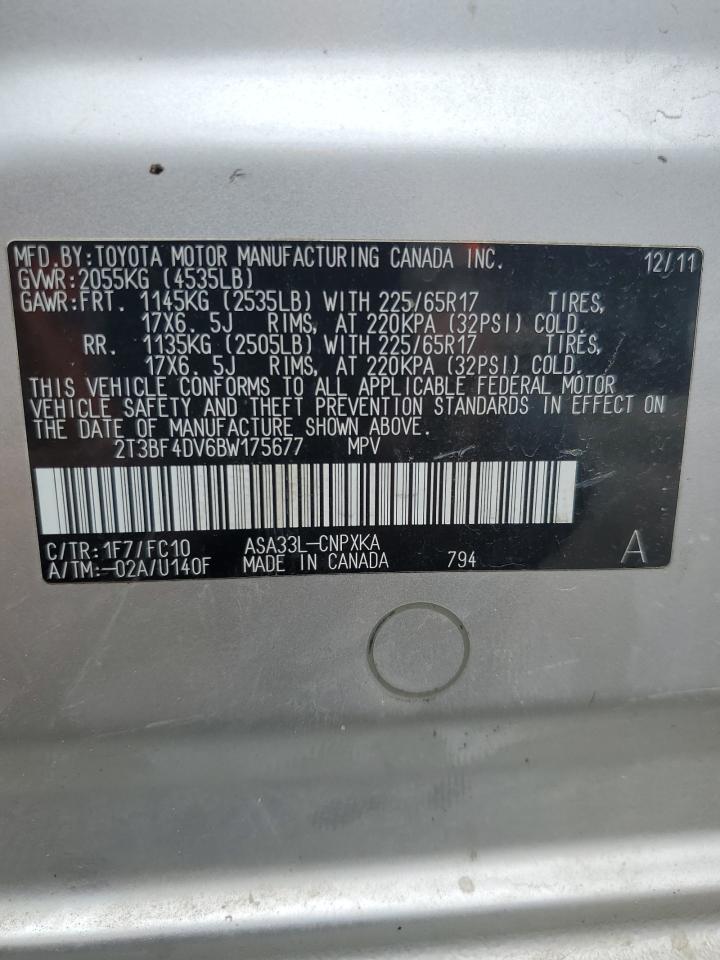 MFD.BY:TOYOTA MOTOR MANUFACTURING CANADA INC. 12/11
GVWR:2055KG (4535LB)
GAWR:FRT. 1145KG (2535LB) WITH 225/65R17 TIRES,
17X6. 5J RIMS, AT 220KPA (32PSI) COLD.
RR. 1135KG (2505LB) WITH 225/65R17 TIRES,
17X6. 5J RIMS, AT 220KPA (32PSI) COLD.
THIS VEHICLE CONFORMS TO ALL APPLICABLE FEDERAL MOTOR
VEHICLE SAFETY AND THEFT PREVENTION STANDARDS IN EFFECT ON
THE DATE OF MANUFACTURE SHOWN ABOVE.
2T3BF4DV6BW175677 MPV
C/TR:1F7/FC10 ASA33L-CNPXKA
A/TM:-02A/U140F MADE IN CANADA 794 A